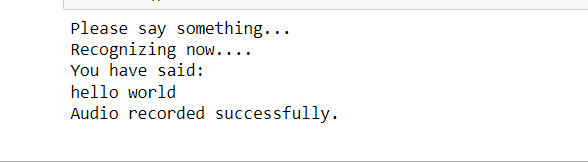 Please say something...
Recognizing now....
You have said:
hello world
Audio recorded successfully.